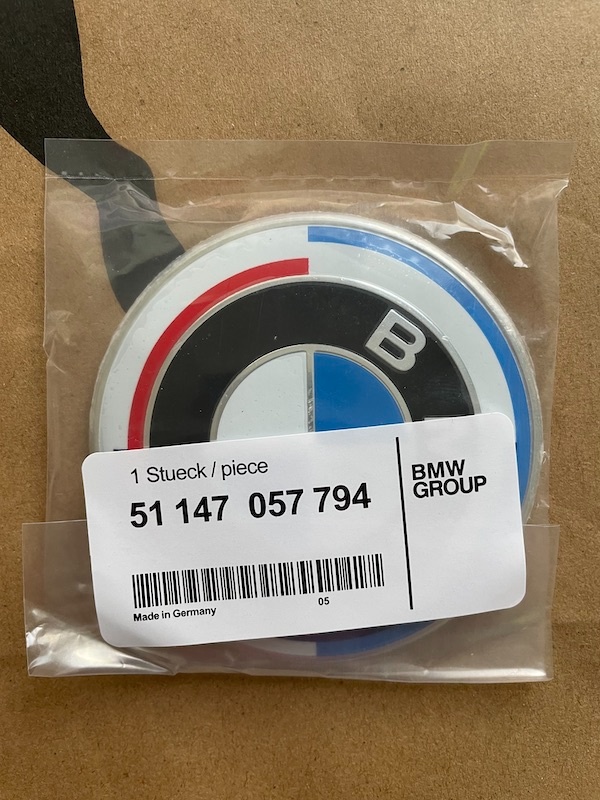 B
1 Stueck / piece
51 147 057 794
BMW
GROUP
Made in Germany
05